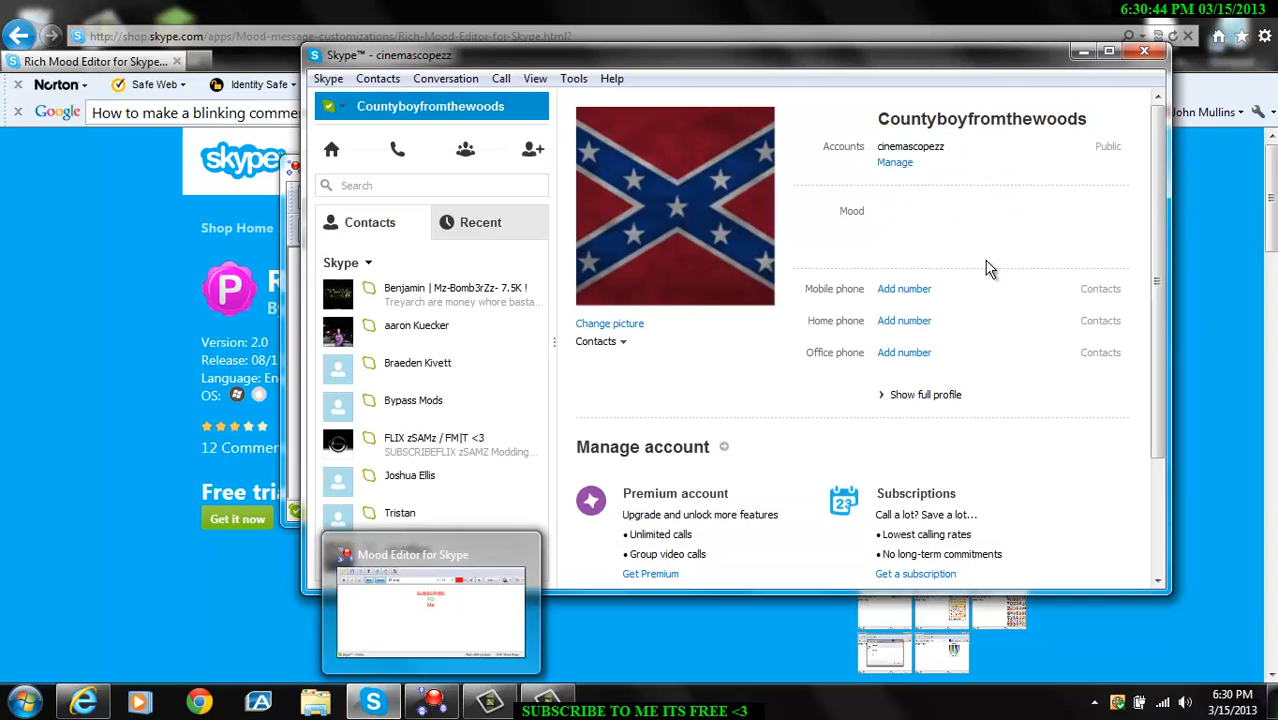 6:30:44 PM 03/15/2013
http://shop.skype.com/apps/Mood-message-customizations/Rich-Mood-Editor-for-Skype.html?
Rich Mood Editor for Skype...
Skype™ - cinemascopezz
Norton
Safe Web
Identity Safe
Skype Contacts Conversation Call View Tools Help
Google
How to make a blinking comme
John Mullins
Countyboyfromthewoods
Countyboyfromthewoods
Accounts cinemascopezz Public
Manage
skype
Search
Mood
Contacts
Recent
Shop Home
Skype
P
R
B
Benjamin | Mz-Bomb3rZz- 7.5K !
Treyarch are money whore basta...
Mobile phone Add number Contacts
aaron Kuecker
Home phone Add number Contacts
Change picture
Contacts
Version: 2.0
Release: 08/1
Language: En
OS:
Office phone Add number Contacts
Braeden Kivett
Show full profile
Bypass Mods
FLIX zSAMz / FM|T <3
SUBSCRIBEFLIX zSAMZ Modding...
12 Comme
Manage account
Joshua Ellis
Free tria
Get it now
Premium account
Upgrade and unlock more features
• Unlimited calls
• Group video calls
Get Premium
23
Subscriptions
Call a lot? Save a lot...
• Lowest calling rates
• No long-term commitments
Get a subscription
Tristan
Mood Editor for Skype
SUBSCRIBE
TO
Me
6:30 PM
3/15/2013
SUBSCRIBE TO ME ITS FREE <3